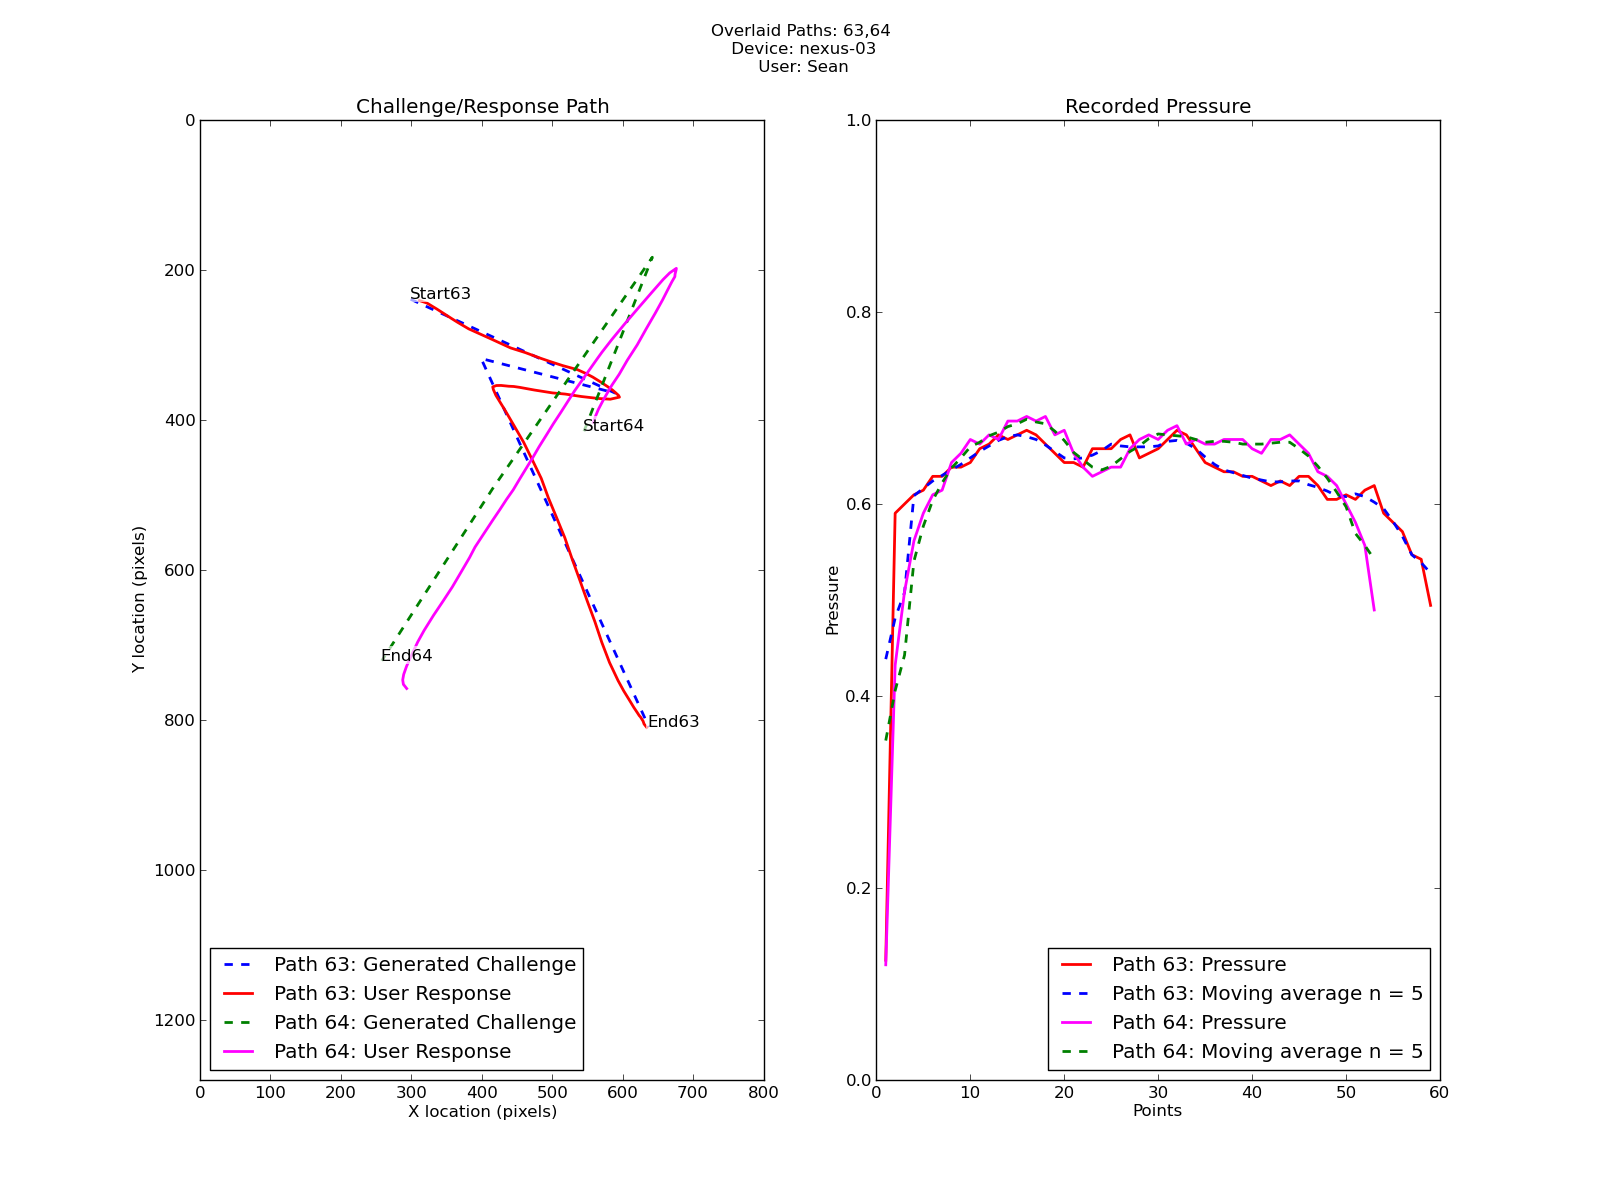 Overlaid Paths: 63,64
Device: nexus-03
User: Sean
Challenge/Response Path
0
200
400
600
800
1000
1200
Y location (pixels)
Start63
Start64
End64
End63
Path 63: Generated Challenge
Path 63: User Response
Path 64: Generated Challenge
Path 64: User Response
0 100 200 300 400 500 600 700 800
X location (pixels)
Recorded Pressure
1.0
0.8
0.6
0.4
0.2
0.0
Pressure
Path 63: Pressure
Path 63: Moving average n = 5
Path 64: Pressure
Path 64: Moving average n = 5
0 10 20 30 40 50 60
Points